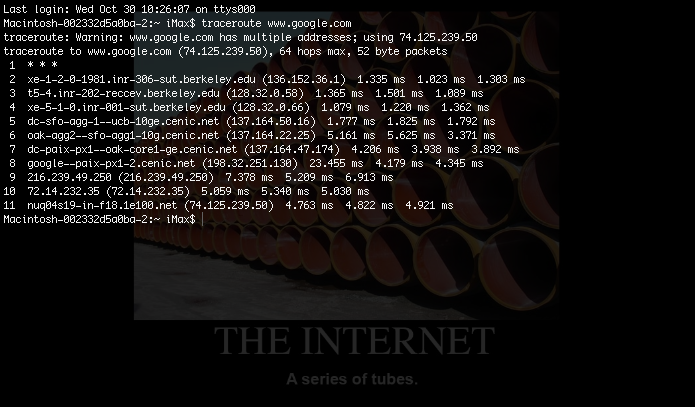 Last login: Wed Oct 30 10:26:07 on ttys000
Macintosh-002332d5a0ba-2:~ iMax$ traceroute www.google.com
traceroute: Warning: www.google.com has multiple addresses; using 74.125.239.50
traceroute to www.google.com (74.125.239.50), 64 hops max, 52 byte packets
1 * * *
2 xe-1-2-0-1981.inr-306-sut.berkeley.edu (136.152.36.1) 1.335 ms 1.023 ms 1.303 ms
3 t5-4.inr-202-reccev.berkeley.edu (128.32.0.58) 1.365 ms 1.501 ms 1.089 ms
4 xe-5-1-0.inr-001-sut.berkeley.edu (128.32.0.66) 1.079 ms 1.220 ms 1.362 ms
5 dc-sfo-agg-1--ucb-10ge.cenic.net (137.164.50.16) 1.777 ms 1.825 ms 1.792 ms
6 oak-agg2--sfo-agg1-10g.cenic.net (137.164.22.25) 5.161 ms 5.625 ms 3.371 ms
7 dc-paix-px1--oak-core1-ge.cenic.net (137.164.47.174) 4.206 ms 3.938 ms 3.892 ms
8 google--paix-px1-2.cenic.net (198.32.251.130) 23.455 ms 4.179 ms 4.345 ms
9 216.239.49.250 (216.239.49.250) 7.378 ms 5.209 ms 6.913 ms
10 72.14.232.35 (72.14.232.35) 5.059 ms 5.340 ms 5.030 ms
11 nuq04s19-in-f18.1e100.net (74.125.239.50) 4.763 ms 4.822 ms 4.921 ms
Macintosh-002332d5a0ba-2:~ iMax$
THE INTERNET
A series of tubes.